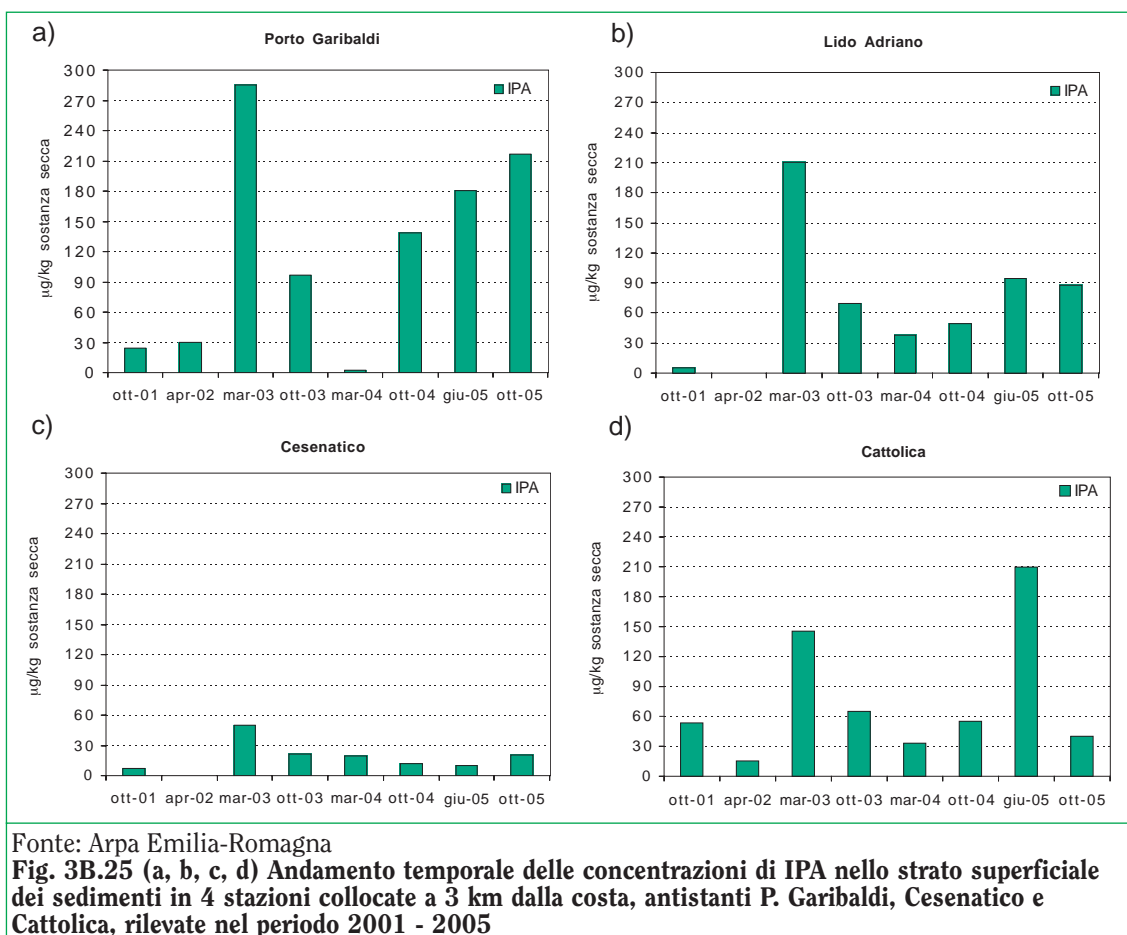 a)
Porto Garibaldi
300
270
240
210
180
150
120
90
60
30
0
µg/kg sostanza secca
IPA
ott-01 apr-02 mar-03 ott-03 mar-04 ott-04 giu-05 ott-05
b)
Lido Adriano
300
270
240
210
180
150
120
90
60
30
0
µg/kg sostanza secca
IPA
ott-01 apr-02 mar-03 ott-03 mar-04 ott-04 giu-05 ott-05
c)
Cesenatico
300
270
240
210
180
150
120
90
60
30
0
µg/kg sostanza secca
IPA
ott-01 apr-02 mar-03 ott-03 mar-04 ott-04 giu-05 ott-05
d)
Cattolica
300
270
240
210
180
150
120
90
60
30
0
µg/kg sostanza secca
IPA
ott-01 apr-02 mar-03 ott-03 mar-04 ott-04 giu-05 ott-05
Fonte: Arpa Emilia-Romagna
Fig. 3B.25 (a, b, c, d) Andamento temporale delle concentrazioni di IPA nello strato superficiale
dei sedimenti in 4 stazioni collocate a 3 km dalla costa, antistanti P. Garibaldi, Cesenatico e
Cattolica, rilevate nel periodo 2001 - 2005